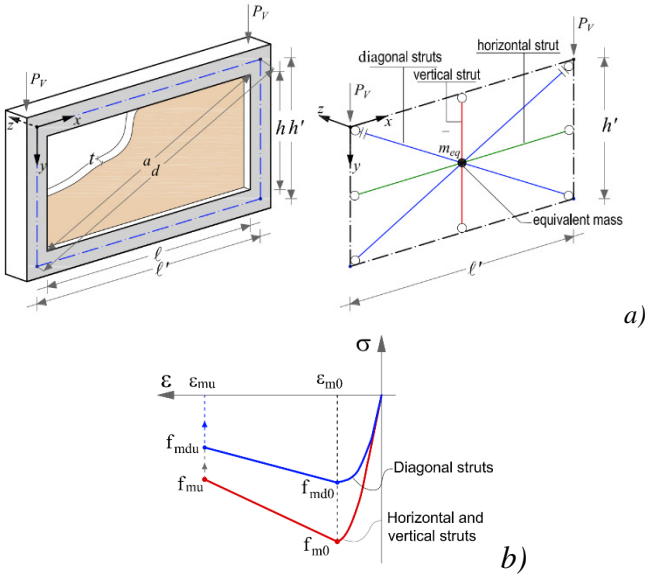 P_V
P_V
z
x
y
t
a
d
h
h'
ℓ
ℓ'
P_V
P_V
diagonal struts
horizontal strut
vertical strut
z
x
y
m_eq
h'
equivalent mass
ℓ'
a)
σ
ε
ε_mu
ε_m0
f_mdu
f_mu
f_md0
f_m0
Diagonal struts
Horizontal and
vertical struts
b)